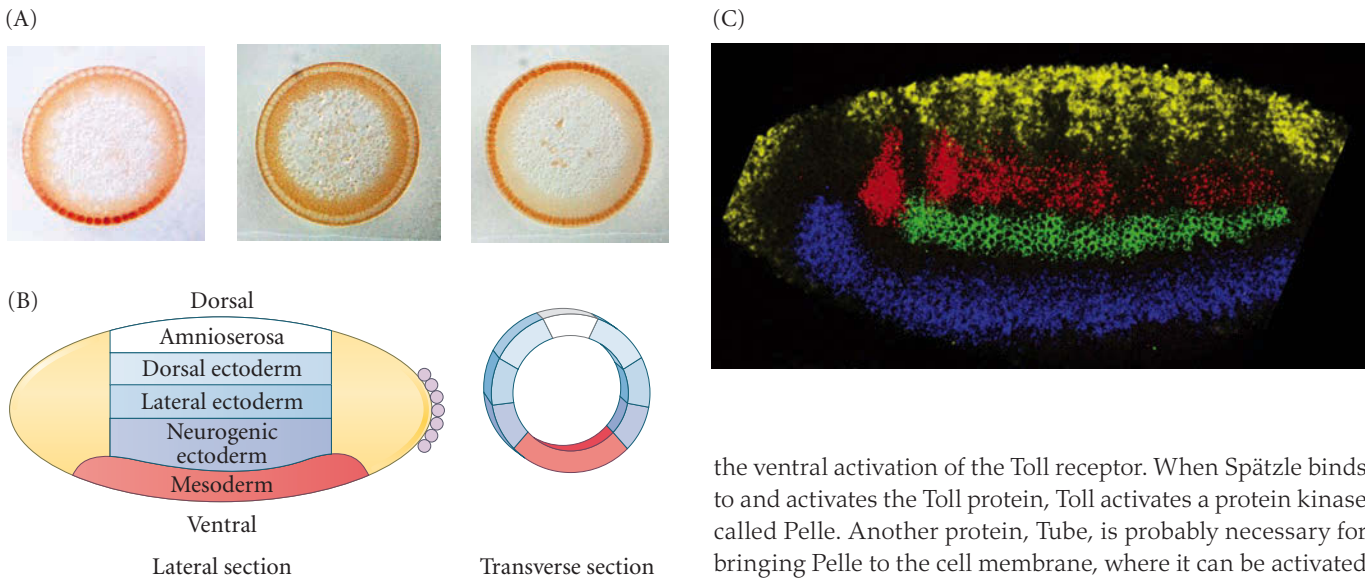 (A)
(B)
Dorsal
Amnioserosa
Dorsal ectoderm
Lateral ectoderm
Neurogenic
ectoderm
Mesoderm
Ventral
Lateral section
Transverse section
(C)
the ventral activation of the Toll receptor. When Spätzle binds
to and activates the Toll protein, Toll activates a protein kinase
called Pelle. Another protein, Tube, is probably necessary for
bringing Pelle to the cell membrane, where it can be activated